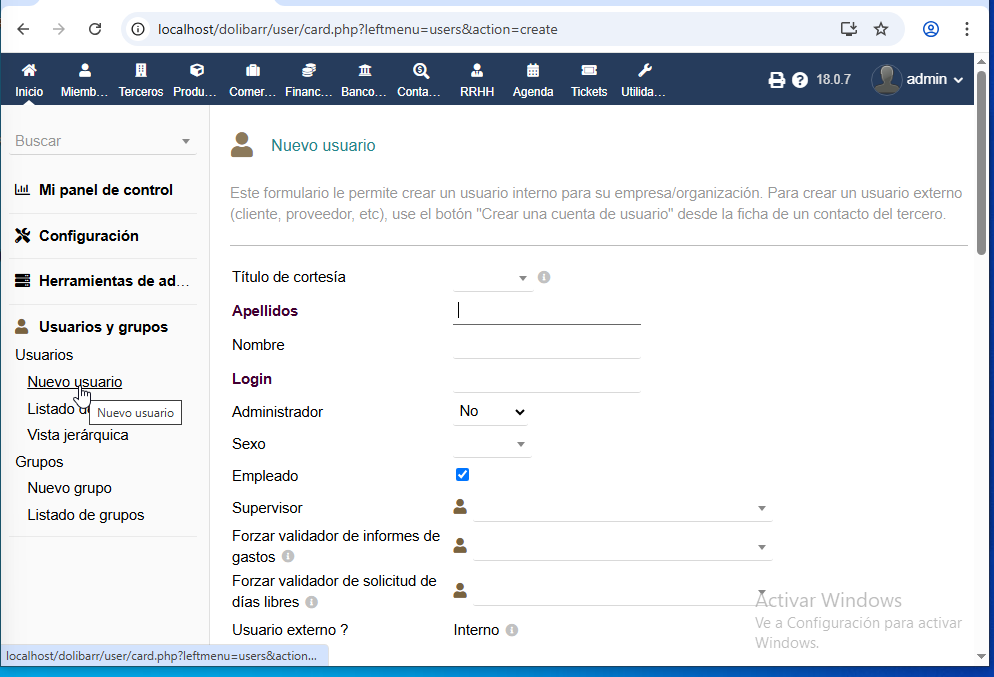 localhost/dolibarr/user/card.php?leftmenu=users&action=create
Inicio Miemb... Terceros Produ... Comer... Financ... Banco... Conta... RRHH Agenda Tickets Utilida... 18.0.7 admin
Buscar
Mi panel de control
Configuración
Herramientas de ad...
Usuarios y grupos
Usuarios
Nuevo usuario
Listado d
Nuevo usuario
Vista jerárquica
Grupos
Nuevo grupo
Listado de grupos
Nuevo usuario
Este formulario le permite crear un usuario interno para su empresa/organización. Para crear un usuario externo
(cliente, proveedor, etc), use el botón "Crear una cuenta de usuario" desde la ficha de un contacto del tercero.
Título de cortesía
Apellidos
Nombre
Login
Administrador No
Sexo
Empleado
Supervisor
Forzar validador de informes de
gastos
Forzar validador de solicitud de
días libres
Usuario externo ? Interno
Activar Windows
Ve a Configuración para activar
Windows.
localhost/dolibarr/user/card.php?leftmenu=users&action...